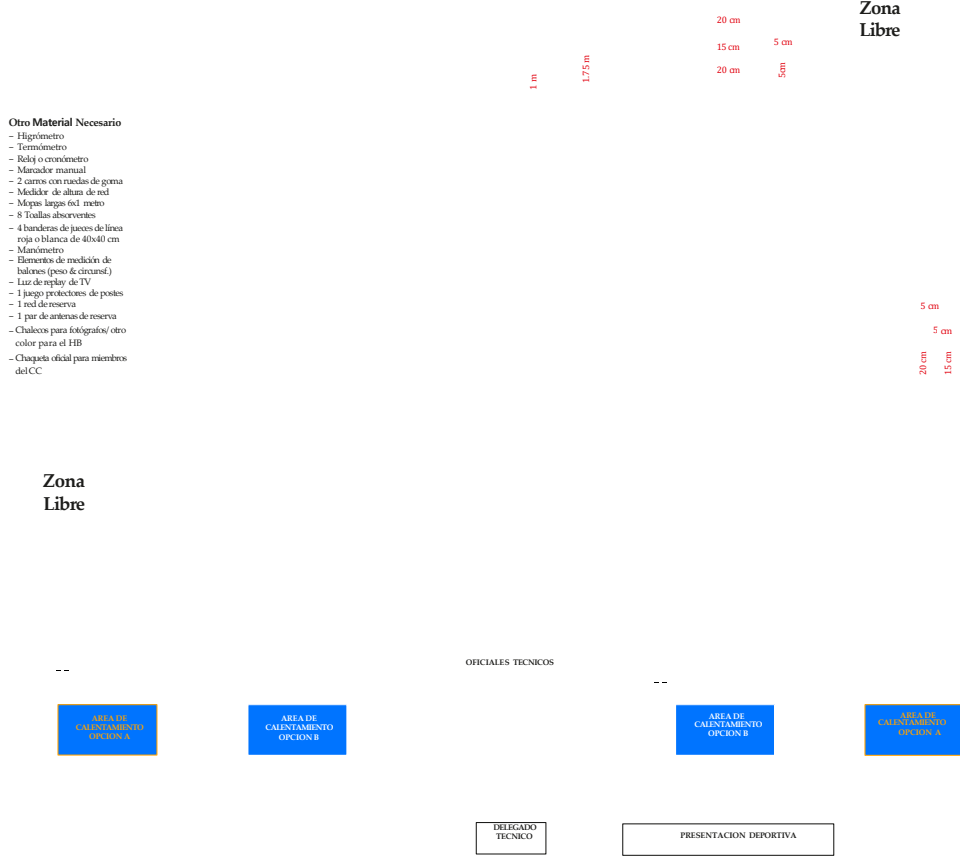 Zona
Libre
20 cm
15 cm
20 cm
5 cm
5cm
1 m
1.75 m
Otro Material Necesario
– Higrómetro
– Termómetro
– Reloj o cronómetro
– Marcador manual
– 2 carros con ruedas de goma
– Medidor de altura de red
– Mopas largas 6x1 metro
– 8 Toallas absorventes
– 4 banderas de jueces de línea
roja o blanca de 40x40 cm
– Manómetro
– Elementos de medición de
balones (peso & circunsf.)
– Luz de replay de TV
– 1 juego protectores de postes
– 1 red de reserva
– 1 par de antenas de reserva
– Chalecos para fotógrafos/ otro
color para el HB
– Chaqueta oficial para miembros
del CC
5 cm
5 cm
20 cm
15 cm
Zona
Libre
OFICIALES TECNICOS
AREA DE
CALENTAMIENTO
OPCION A
AREA DE
CALENTAMIENTO
OPCION B
AREA DE
CALENTAMIENTO
OPCION B
AREA DE
CALENTAMIENTO
OPCION A
DELEGADO
TECNICO
PRESENTACION DEPORTIVA